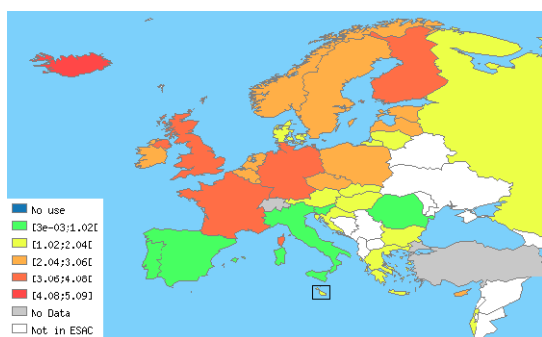 No use
[3e-03;1.02[
[1.02;2.04[
[2.04;3.06[
[3.06;4.08[
[4.08;5.09]
No Data
Not in ESAC